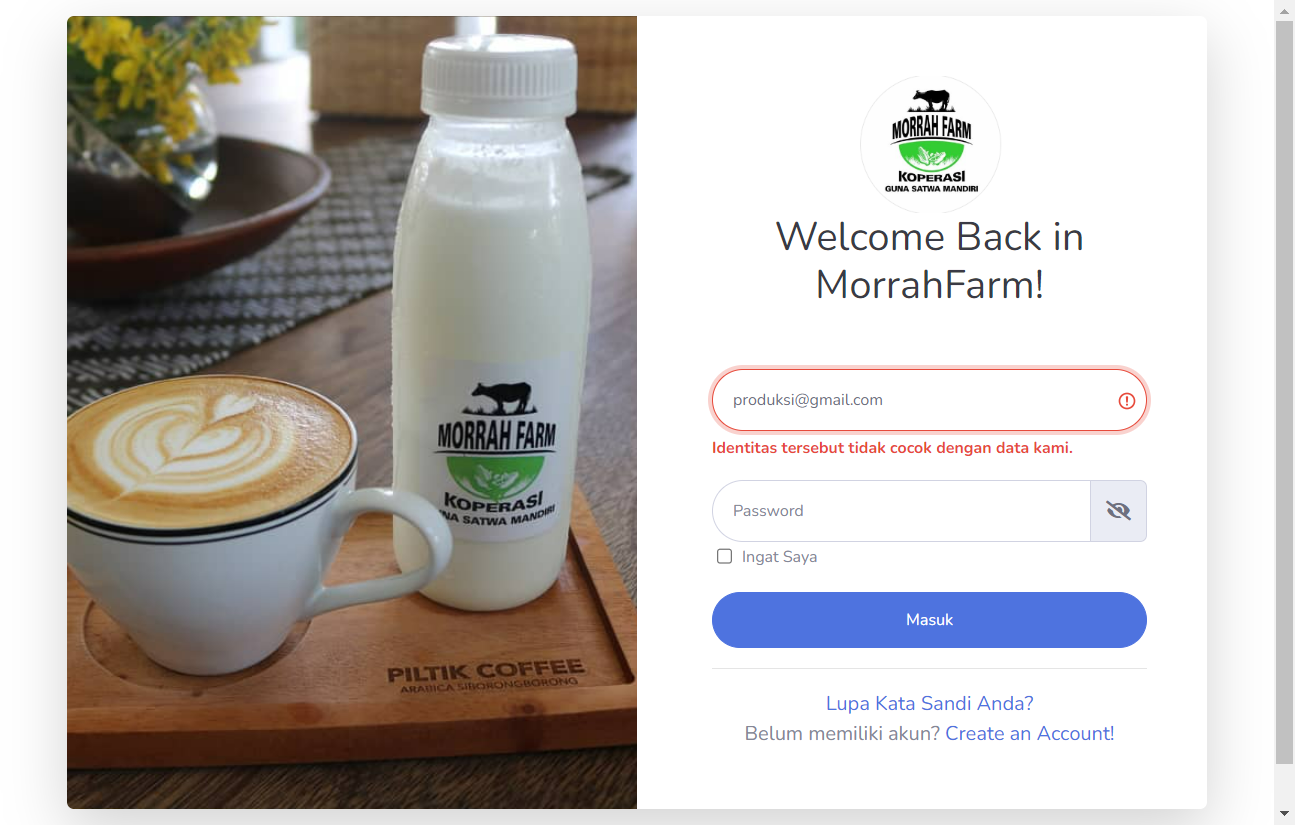 MORRAH FARM
KOPERASI
GUNA SATWA MANDIRI
Welcome Back in
MorrahFarm!
produksi@gmail.com
Identitas tersebut tidak cocok dengan data kami.
Password
Ingat Saya
Masuk
Lupa Kata Sandi Anda?
Belum memiliki akun? Create an Account!
MORRAH FARM
KOPERASI
UNA SATWA MANDIRI
PILTIK COFFEE
ARABICA SIBORONGBORONG